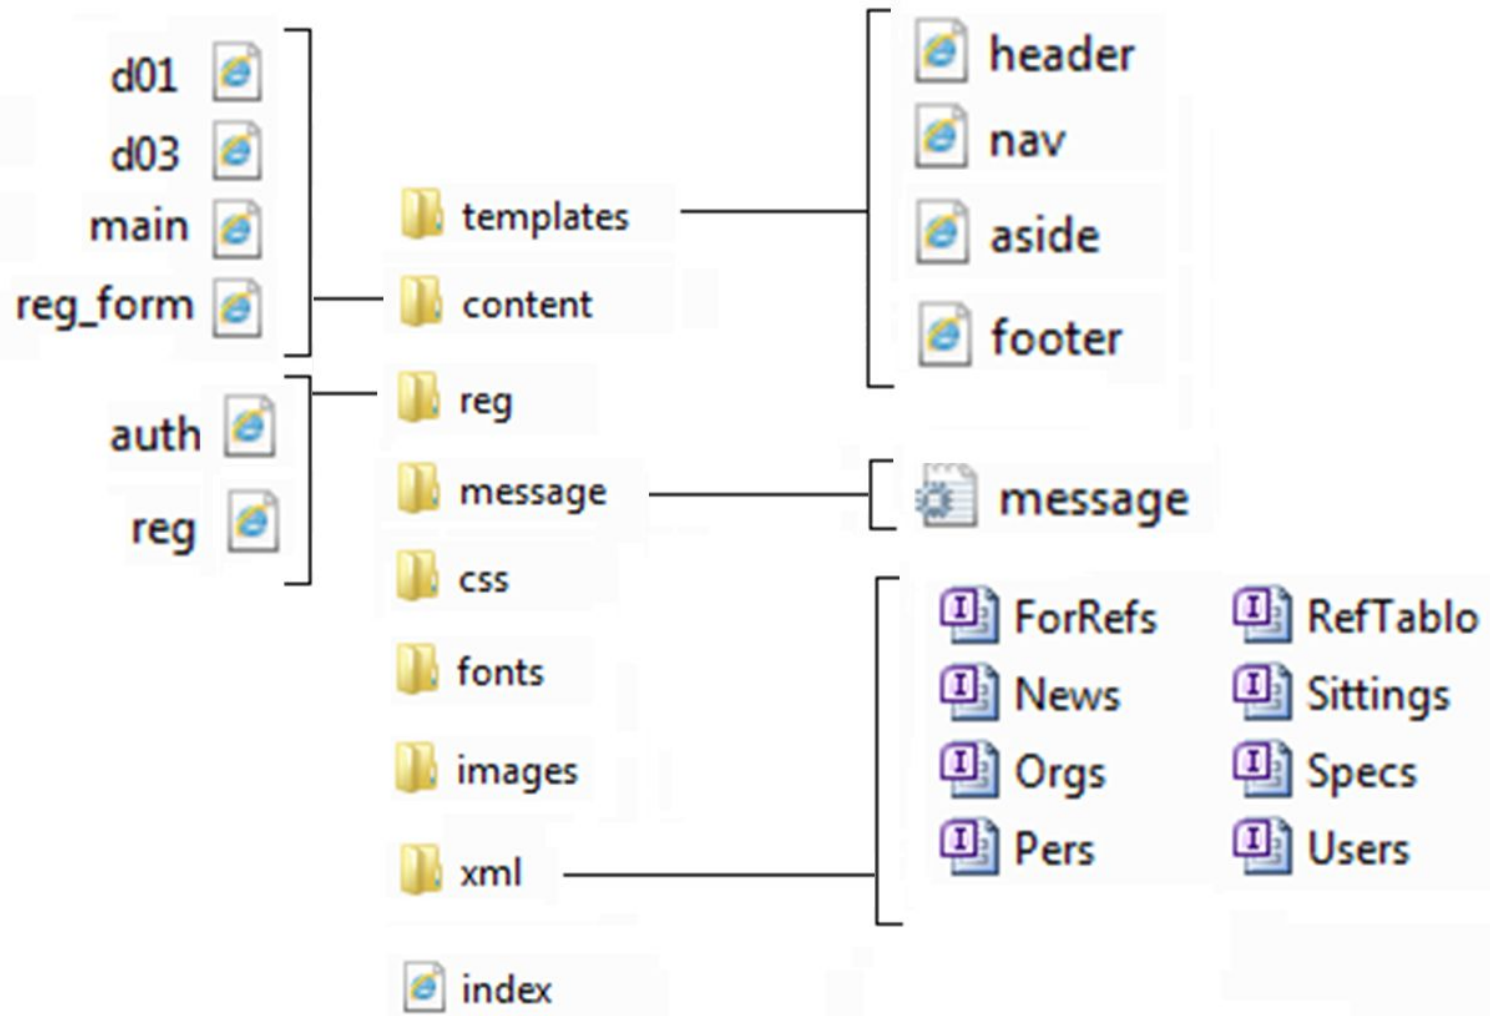 d01
d03
main
reg_form
auth
reg
templates
content
reg
message
css
fonts
images
xml
index
header
nav
aside
footer
message
ForRefs
News
Orgs
Pers
RefTablo
Sittings
Specs
Users